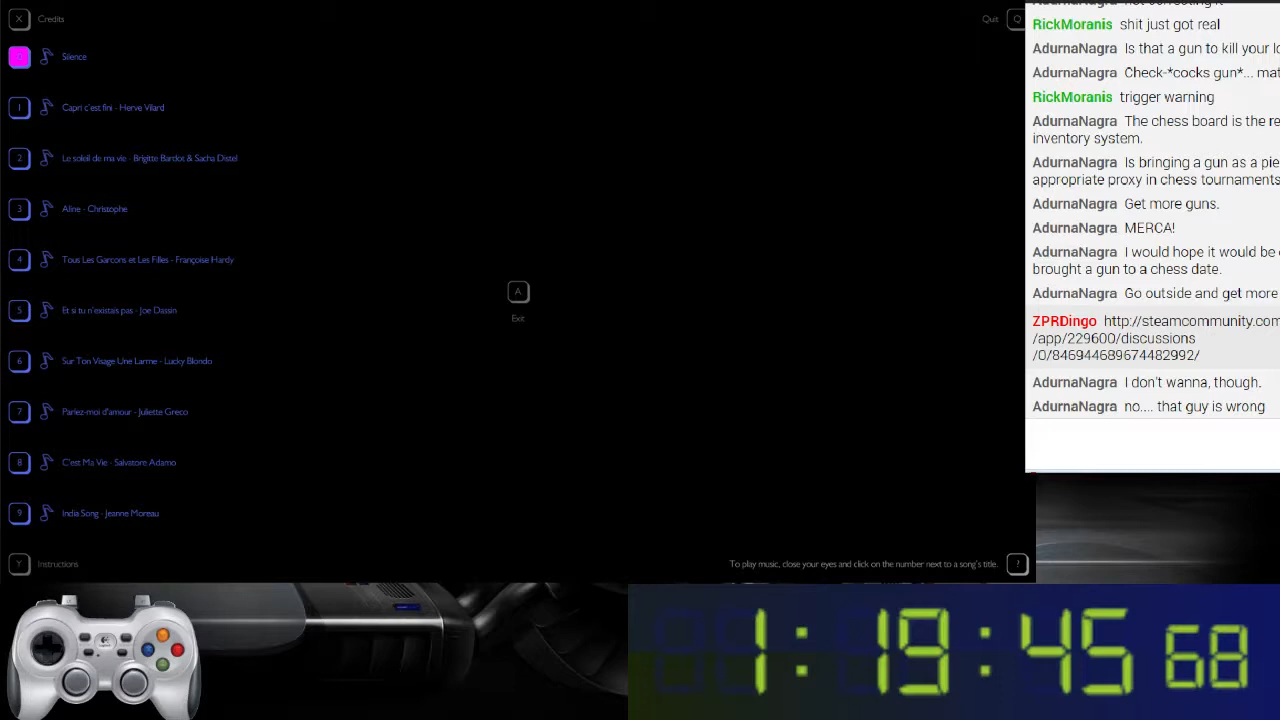 X Credits
Quit Q
Silence
1 Capri c'est fini - Herve Vilard
2 Le soleil de ma vie - Brigitte Bardot & Sacha Distel
3 Aline - Christophe
4 Tous Les Garcons et Les Filles - Françoise Hardy
5 Et si tu n'existais pas - Joe Dassin
6 Sur Ton Visage Une Larme - Lucky Blondo
7 Parlez-moi d'amour - Juliette Greco
8 C'est Ma Vie - Salvatore Adamo
9 India Song - Jeanne Moreau
A
Exit
Y Instructions
To play music, close your eyes and click on the number next to a song's title. ?
RickMoranis shit just got real
AdurnaNagra Is that a gun to kill your
AdurnaNagra Check-*cocks gun*...
RickMoranis trigger warning
AdurnaNagra The chess board is the
inventory system.
AdurnaNagra Is bringing a gun as a
appropriate proxy in chess tournaments
AdurnaNagra Get more guns.
AdurnaNagra MERCA!
AdurnaNagra I would hope it would be
brought a gun to a chess date.
AdurnaNagra Go outside and get more
ZPRDingo http://steamcommunity.com
/app/229600/discussions
/0/846944689674482992/
AdurnaNagra I don't wanna, though.
AdurnaNagra no.... that guy is wrong
1:19:45 68